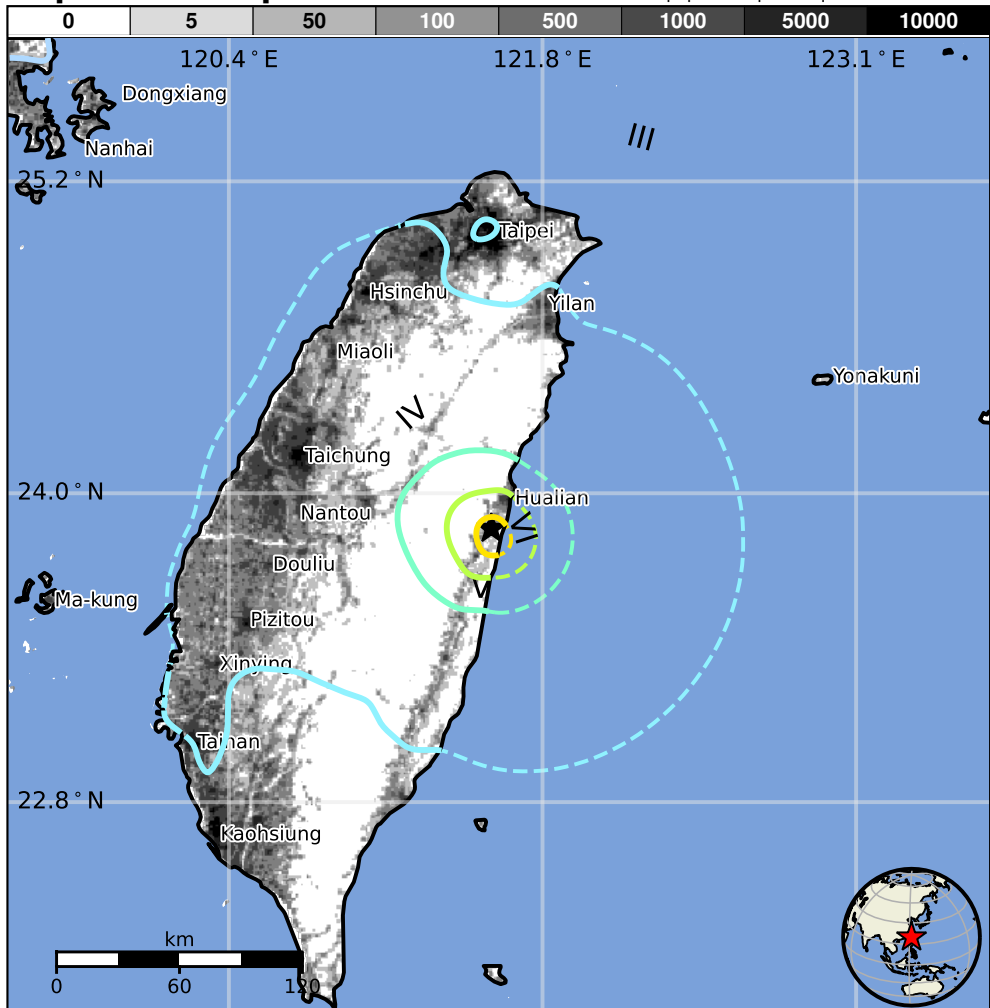 0 5 50 100 500 1000 5000 10000
120.4°E 121.8°E 123.1°E
Dongxiang
III
Nanhai
25.2°N
Taipei
Hsinchu
Yilan
Miaoli
Yonakuni
IV
Taichung
24.0°N
Hualian
Nantou
VI
Douliu
V
Ma-kung
Pizitou
Xinying
Tainan
22.8°N
Kaohsiung
km
0 60 120